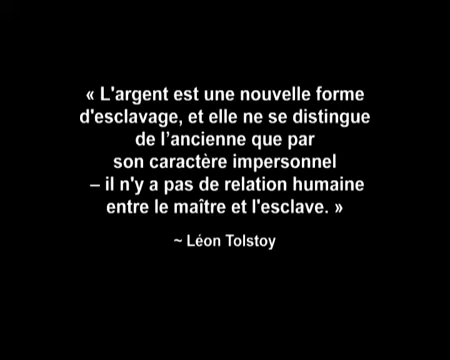 « L'argent est une nouvelle forme
d'esclavage, et elle ne se distingue
de l’ancienne que par
son caractère impersonnel
– il n'y a pas de relation humaine
entre le maître et l'esclave. »
~ Léon Tolstoy